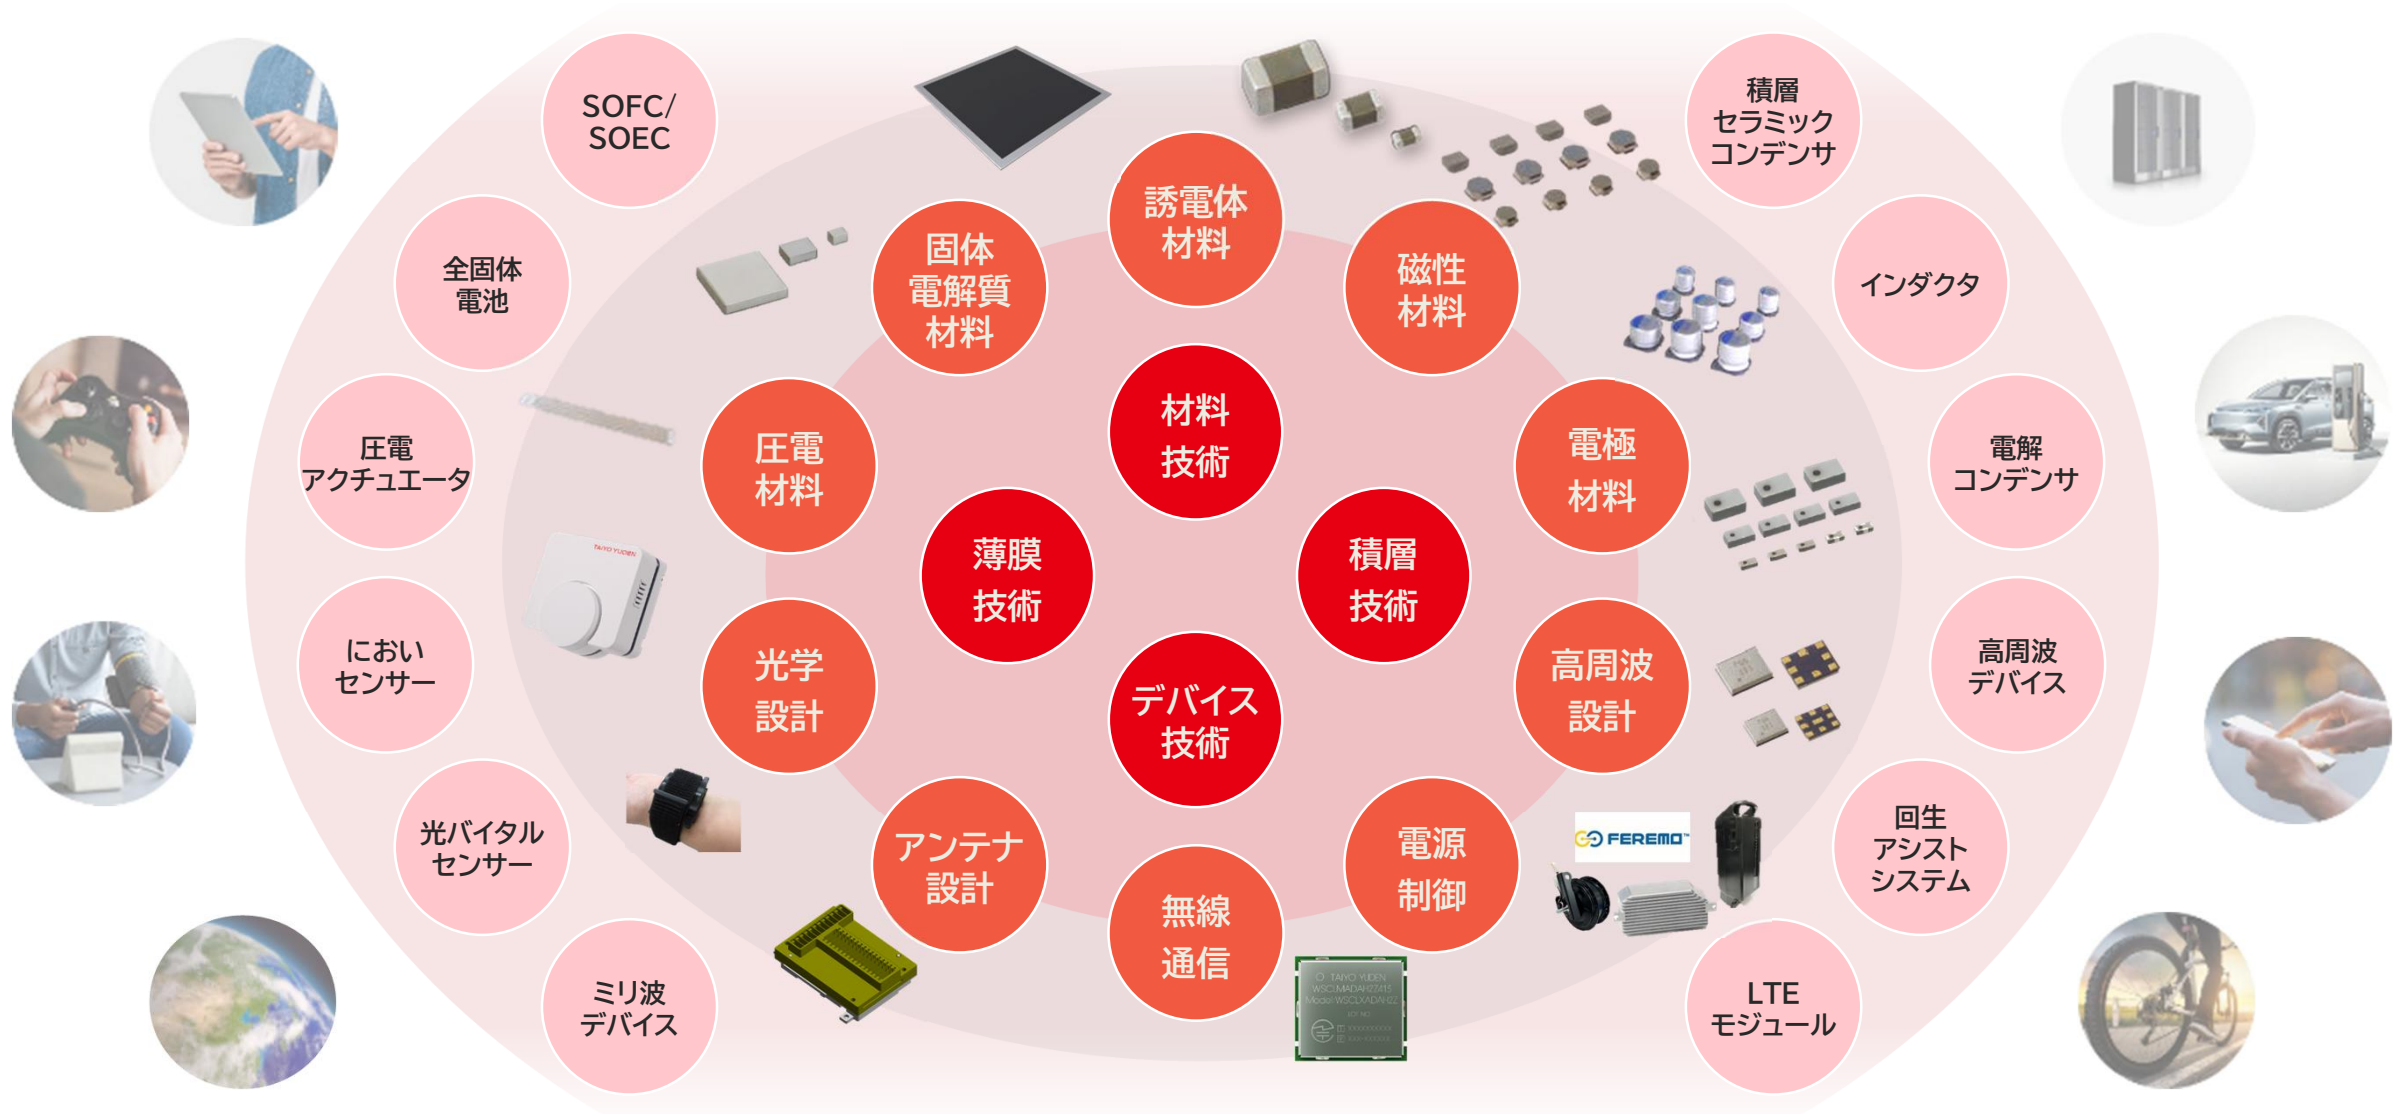 SOFC/
SOEC
全固体
電池
圧電
アクチュエータ
におい
センサー
光バイタル
センサー
ミリ波
デバイス
誘電体
材料
固体
電解質
材料
磁性
材料
圧電
材料
電極
材料
材料
技術
薄膜
技術
積層
技術
デバイス
技術
光学
設計
高周波
設計
アンテナ
設計
電源
制御
無線
通信
TAIYO YUDEN
FEREMO™
TAIYO YUDEN
WSCLMADAH27415
Model:WSCLXADAH22
LOT NO
積層
セラミック
コンデンサ
インダクタ
電解
コンデンサ
高周波
デバイス
回生
アシスト
システム
LTE
モジュール